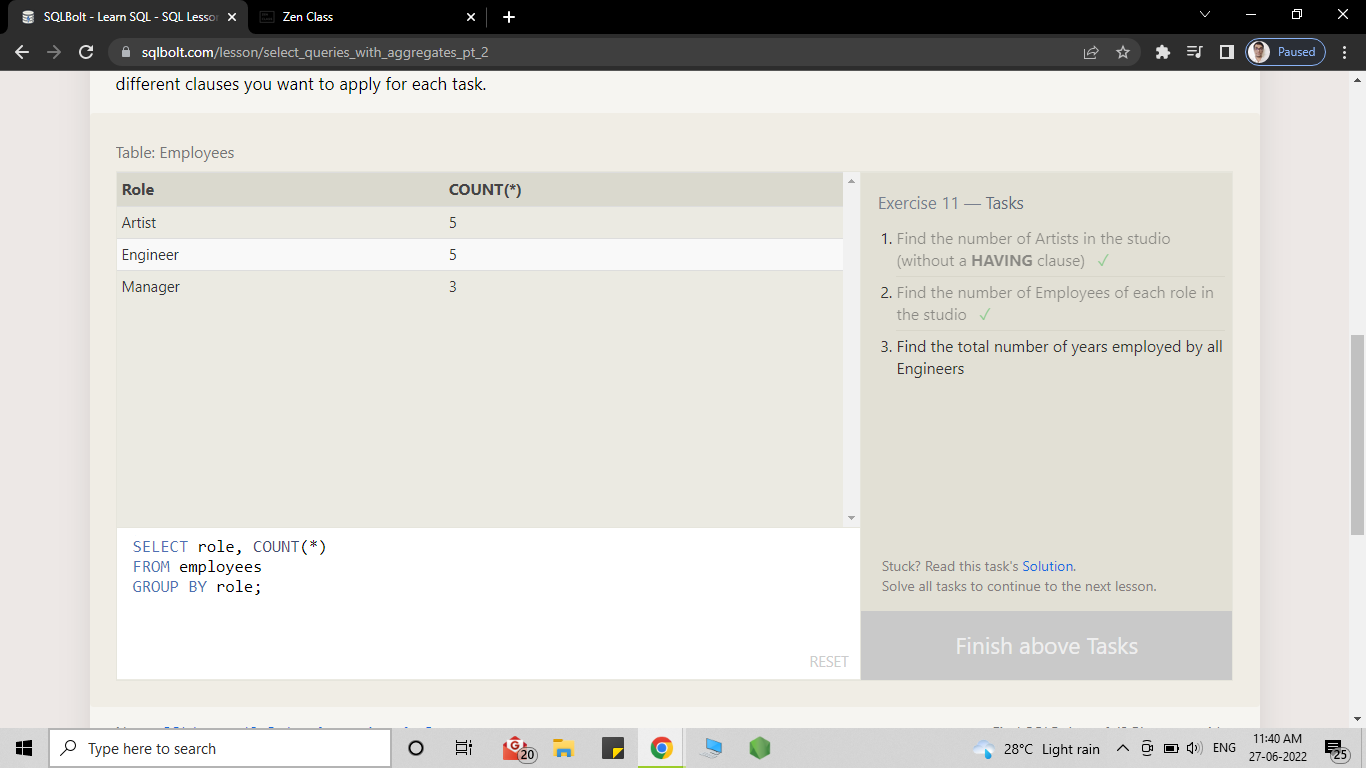 SQLBolt - Learn SQL - SQL Lesson
Zen Class
sqlbolt.com/lesson/select_queries_with_aggregates_pt_2
Paused
different clauses you want to apply for each task.
Table: Employees
Role COUNT(*)
Artist 5
Engineer 5
Manager 3
SELECT role, COUNT(*)
FROM employees
GROUP BY role;
RESET
Exercise 11 — Tasks
1. Find the number of Artists in the studio
(without a HAVING clause) ✓
2. Find the number of Employees of each role in
the studio ✓
3. Find the total number of years employed by all
Engineers
Stuck? Read this task's Solution.
Solve all tasks to continue to the next lesson.
Finish above Tasks
Type here to search
20
28°C Light rain
ENG
11:40 AM
27-06-2022
25